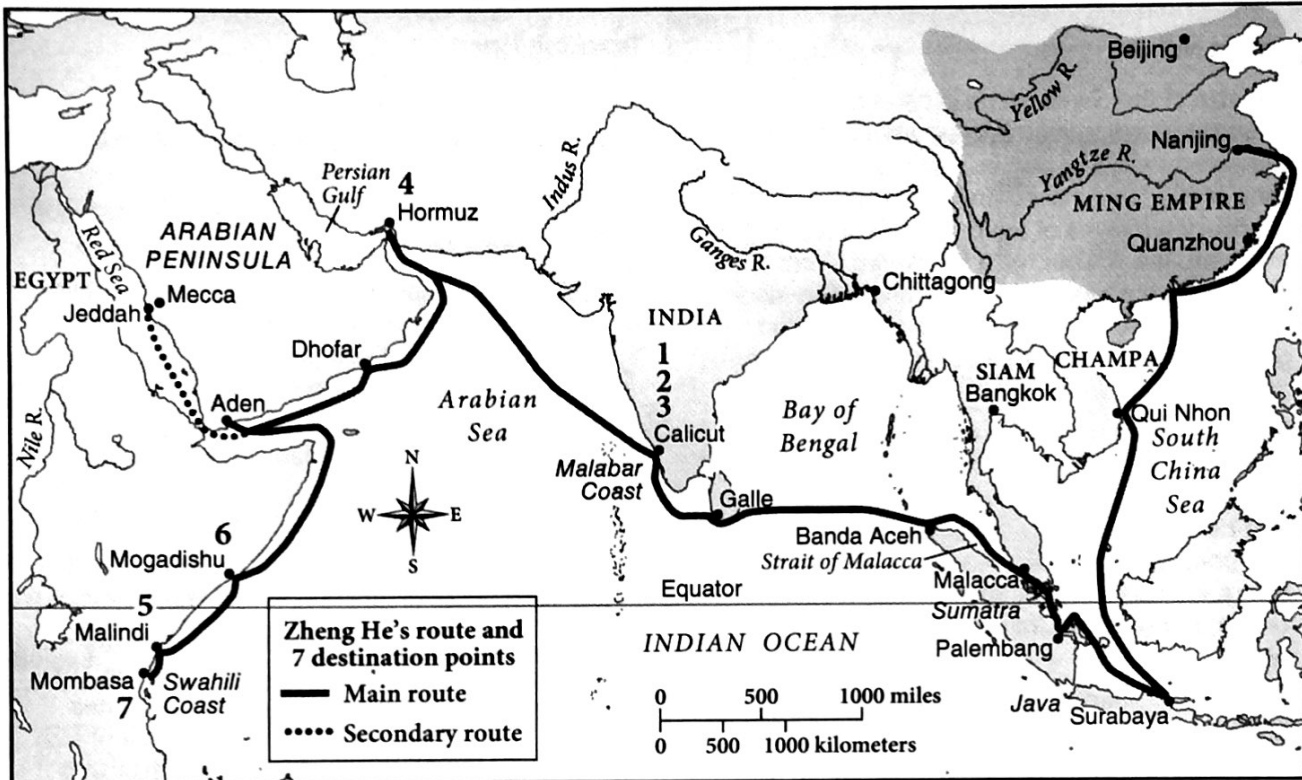 Beijing
Yellow R.
Nanjing
Yangtze R.
MING EMPIRE
Quanzhou
Persian
Gulf
4
Hormuz
Indus R.
Ganges R.
Chittagong
ARABIAN
PENINSULA
Red Sea
EGYPT
Mecca
Jeddah
INDIA
1
2
3
Calicut
Dhofar
Aden
Arabian
Sea
Bay of
Bengal
SIAM
Bangkok
CHAMPA
Qui Nhon
South
China
Sea
Nile R.
Malabar
Coast
Galle
N
W
E
S
Banda Aceh
Strait of Malacca
6
Mogadishu
Malacca
Equator
Sumatra
5
Malindi
INDIAN OCEAN
Palembang
Mombasa
7
Swahili
Coast
Java
Surabaya
Zheng He's route and
7 destination points
Main route
Secondary route
0 500 1000 miles
0 500 1000 kilometers